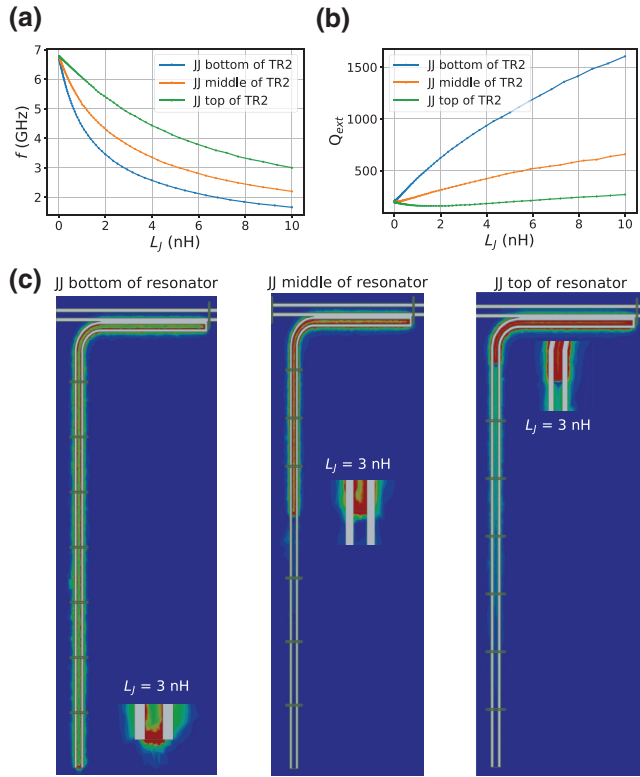 (a)
7
6
5
4
3
2
f (GHz)
JJ bottom of TR2
JJ middle of TR2
JJ top of TR2
0 2 4 6 8 10
L_J (nH)
(b)
1500
1000
500
Q_ext
JJ bottom of TR2
JJ middle of TR2
JJ top of TR2
0 2 4 6 8 10
L_J (nH)
(c)
JJ bottom of resonator
L_J = 3 nH
JJ middle of resonator
L_J = 3 nH
JJ top of resonator
L_J = 3 nH